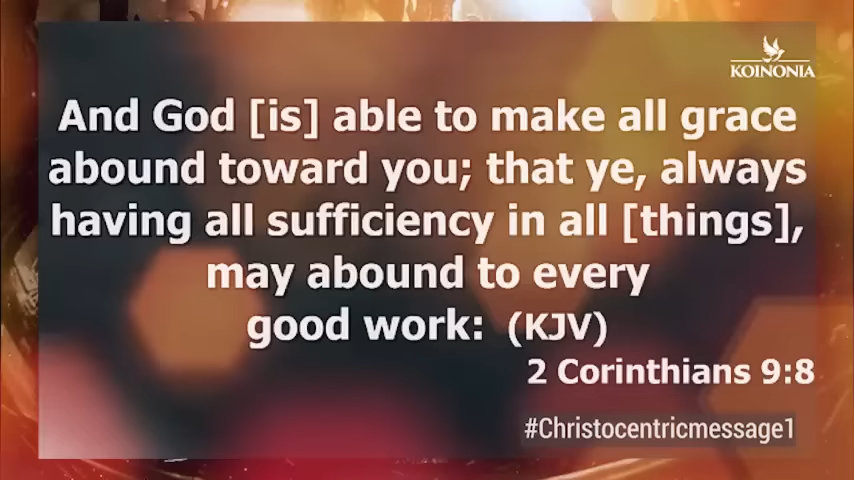 KOINONIA
And God [is] able to make all grace
abound toward you; that ye, always
having all sufficiency in all [things],
may abound to every
good work: (KJV)
2 Corinthians 9:8
#Christocentricmessage1